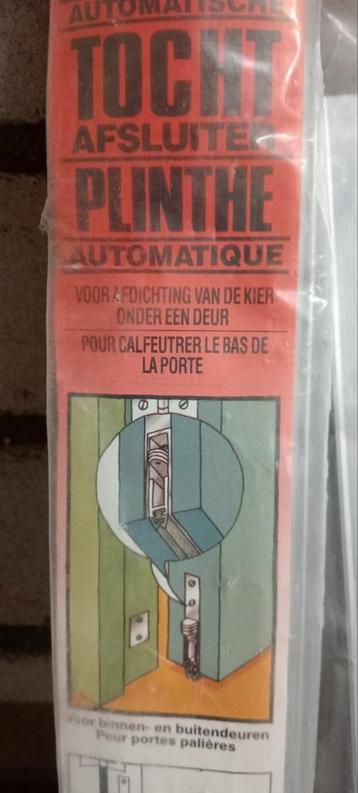 AUTOMATISCHE
TOCHT
AFSLUITER
PLINTHE
AUTOMATIQUE
VOOR AFDICHTING VAN DE KIER
ONDER EEN DEUR
POUR CALFEUTRER LE BAS DE
LA PORTE
Voor binnen- en buitendeuren
Pour portes palières